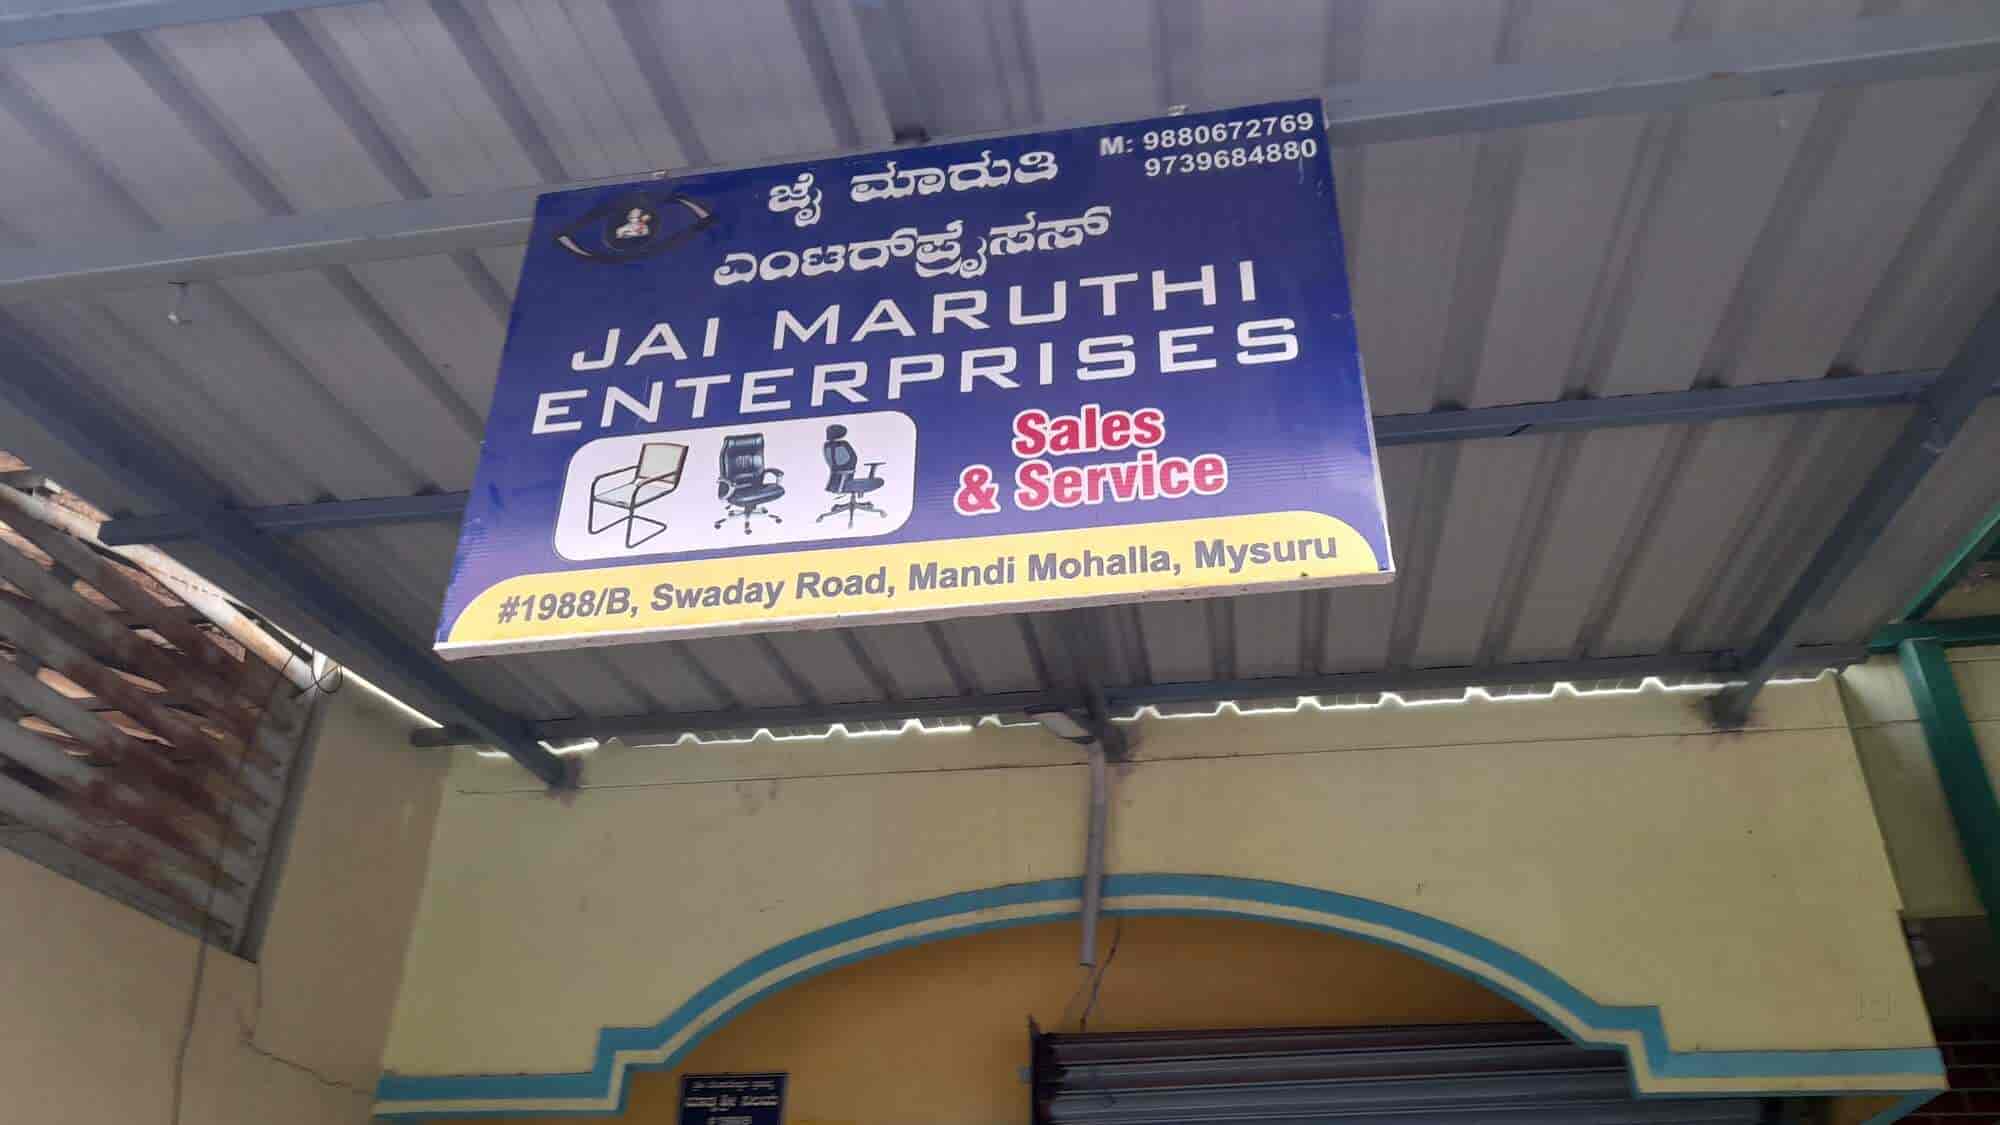 M: 9880672769
9739684880
ಜೈ ಮಾರುತಿ
ಎಂಟರ್‌ಪ್ರೈಸಸ್
JAI MARUTHI
ENTERPRISES
Sales
& Service
#1988/B, Swaday Road, Mandi Mohalla, Mysuru